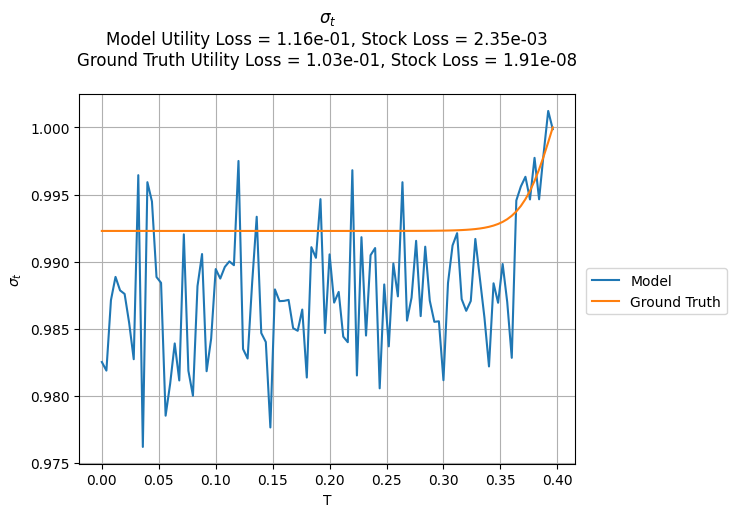 σ_t
Model Utility Loss = 1.16e-01, Stock Loss = 2.35e-03
Ground Truth Utility Loss = 1.03e-01, Stock Loss = 1.91e-08
1.000
0.995
0.990
0.985
0.980
0.975
σ_t
0.00 0.05 0.10 0.15 0.20 0.25 0.30 0.35 0.40
T
Model
Ground Truth